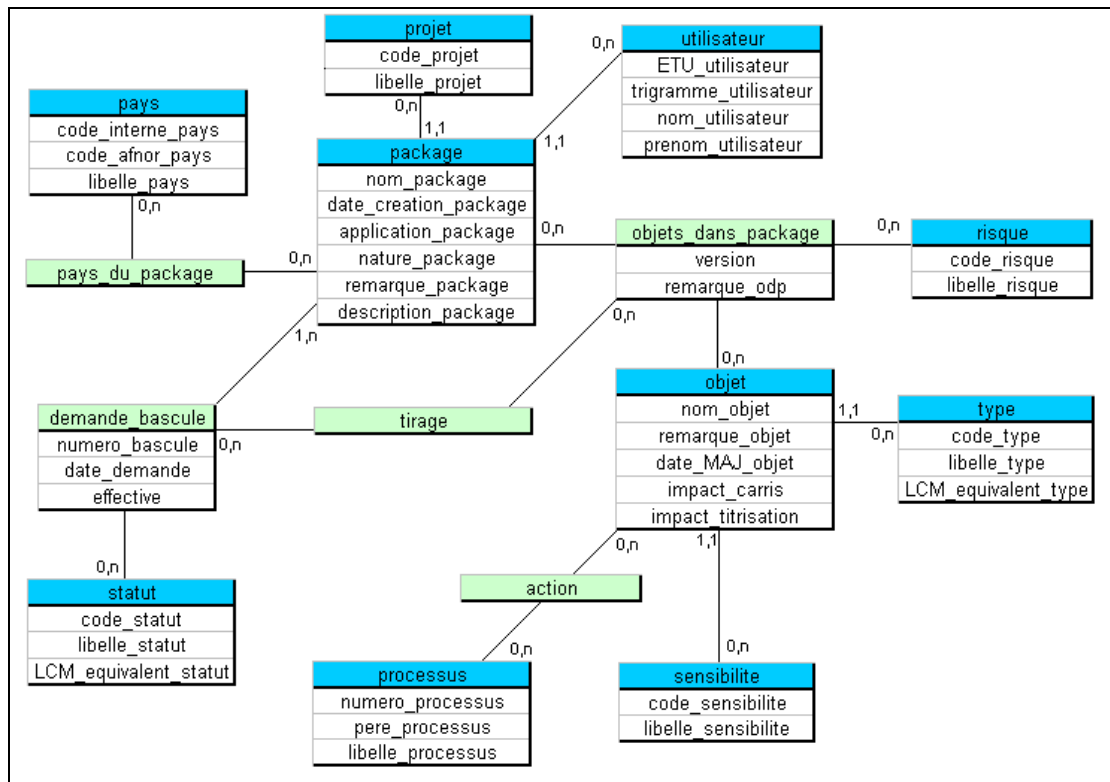 projet
code_projet
libelle_projet
0,n
1,1
utilisateur
ETU_utilisateur
trigramme_utilisateur
nom_utilisateur
prenom_utilisateur
0,n
1,1
pays
code_interne_pays
code_afnor_pays
libelle_pays
0,n
package
nom_package
date_creation_package
application_package
nature_package
remarque_package
description_package
0,n
0,n
1,n
pays_du_package
objets_dans_package
version
remarque_odp
0,n
0,n
0,n
risque
code_risque
libelle_risque
demande_bascule
numero_bascule
date_demande
effective
0,n
0,n
tirage
objet
nom_objet
remarque_objet
date_MAJ_objet
impact_carris
impact_titrisation
1,1
0,n
0,n
1,1
type
code_type
libelle_type
LCM_equivalent_type
statut
code_statut
libelle_statut
LCM_equivalent_statut
action
0,n
0,n
processus
numero_processus
pere_processus
libelle_processus
sensibilite
code_sensibilite
libelle_sensibilite